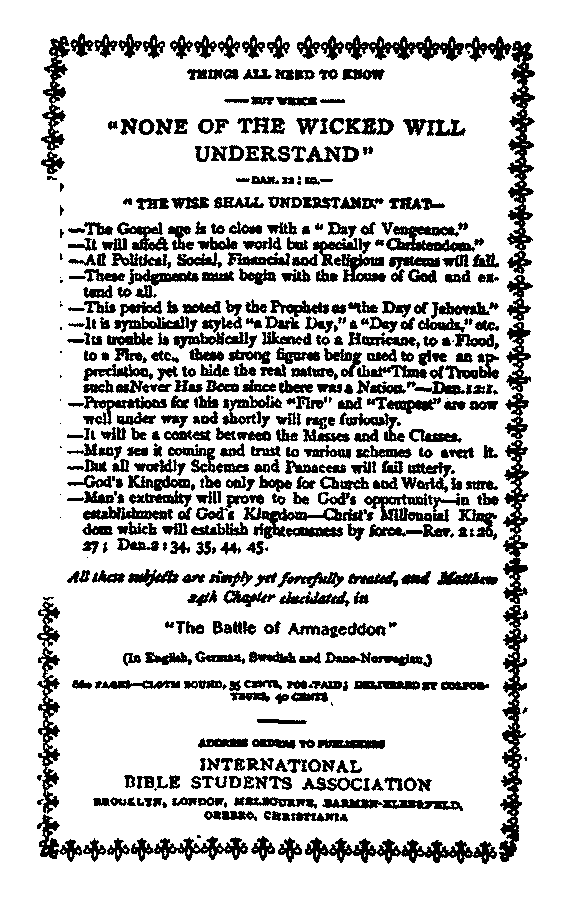 THINGS ALL NEED TO KNOW
— BUT WHICH —
"NONE OF THE WICKED WILL
UNDERSTAND"
—DAN. 12:10.—
"THE WISE SHALL UNDERSTAND" THAT—
—The Gospel age is to close with a "Day of Vengeance."
—It will affect the whole world but specially "Christendom."
—All Political, Social, Financial and Religious systems will fall.
—These judgments must begin with the House of God and ex-
tend to all.
—This period is noted by the Prophets as "the Day of Jehovah."
—It is symbolically styled "a Dark Day," a "Day of clouds," etc.
—Its trouble is symbolically likened to a Hurricane, to a Flood,
to a Fire, etc., these strong figures being used to give an ap-
preciation, yet to hide the real nature, of that "Time of Trouble
such as Never Has Been since there was a Nation."—Dan.12:1.
—Preparations for this symbolic "Fire" and "Tempest" are now
well under way and shortly will rage furiously.
—It will be a contest between the Masses and the Classes.
—Many see it coming and trust to various schemes to avert it.
—But all worldly Schemes and Panaceas will fail utterly.
—God's Kingdom, the only hope for Church and World, is sure.
—Man's extremity will prove to be God's opportunity—in the
establishment of God's Kingdom—Christ's Millennial King-
dom which will establish righteousness by force.—Rev. 2:26,
27; Dan.2:34, 35, 44, 45.
All these subjects are simply yet forcefully treated, and Matthew
24th Chapter elucidated, in
"The Battle of Armageddon"
(In English, German, Swedish and Dano-Norwegian,)
PAGES—CLOTH BOUND, 35 CENTS, POSTPAID; DELIVERED BY COLPOR-
TEURS, 40 CENTS
ADDRESS ORDERS TO PUBLISHERS
INTERNATIONAL
BIBLE STUDENTS ASSOCIATION
BROOKLYN, LONDON, MELBOURNE, BARMEN-ELBERFELD,
OREBRO, CHRISTIANIA